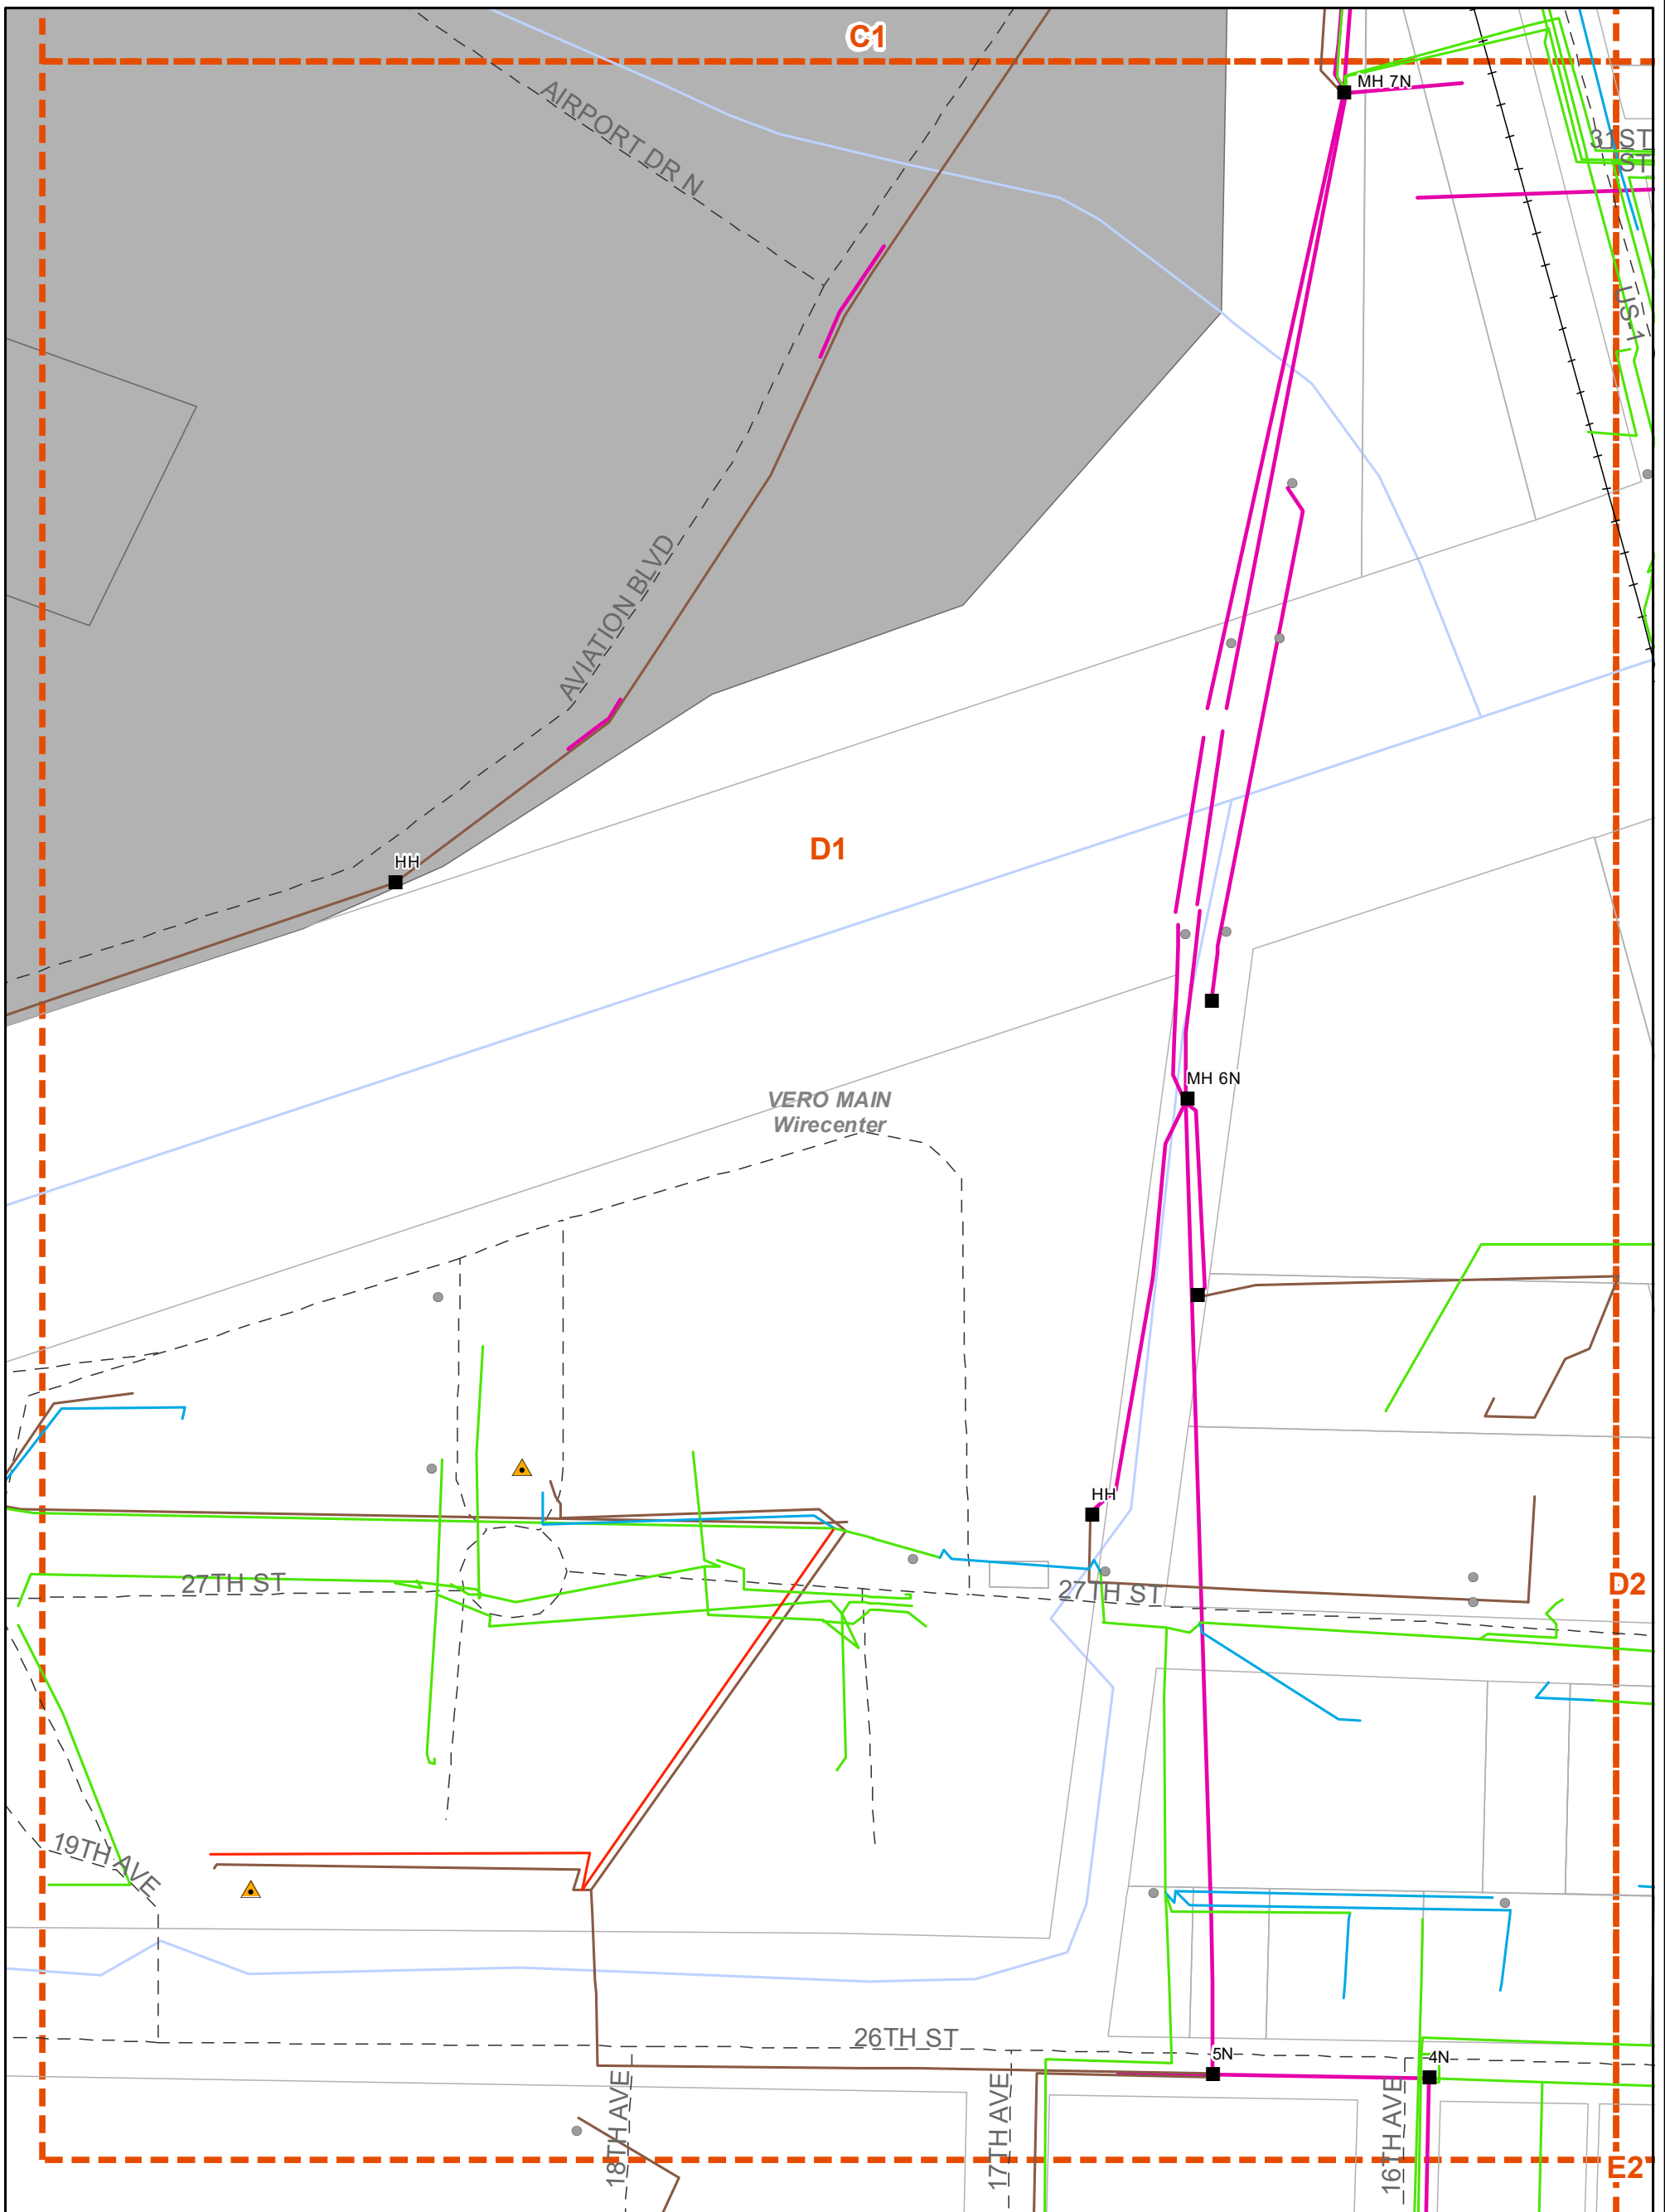 C1
MH 7N
AIRPORT DR N
31ST
ST
US-1
AVIATION BLVD
D1
HH
MH 6N
VERO MAIN
Wirecenter
HH
27TH ST
27TH ST
D2
19TH AVE
26TH ST
5N
4N
18TH AVE
17TH AVE
16TH AVE
E2